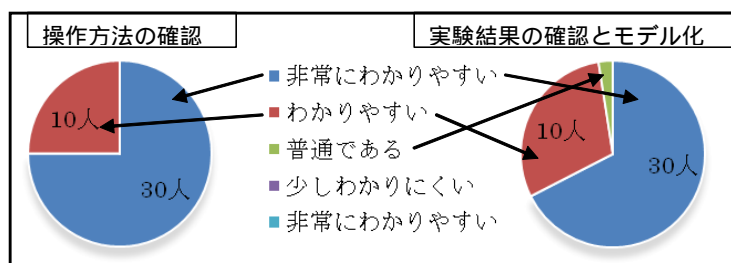 操作方法の確認
実験結果の確認とモデル化
非常にわかりやすい
わかりやすい
普通である
少しわかりにくい
非常にわかりやすい
10人
30人
10人
30人